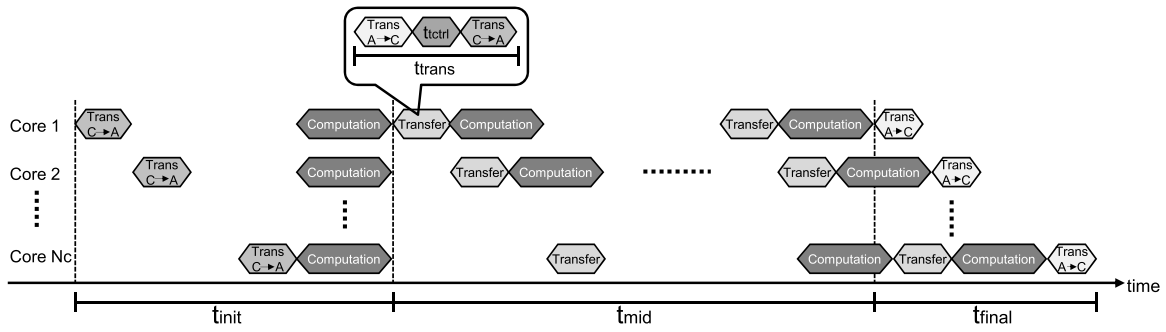 Trans
A→C
ttctrl
Trans
C→A
ttrans
Core 1
Trans
C→A
Computation
Transfer
Computation
Transfer
Computation
Trans
A→C
Core 2
Trans
C→A
Computation
Transfer
Computation
Transfer
Computation
Trans
A→C
Core Nc
Trans
C→A
Computation
Transfer
Computation
Transfer
Computation
Trans
A→C
time
tinit
tmid
tfinal